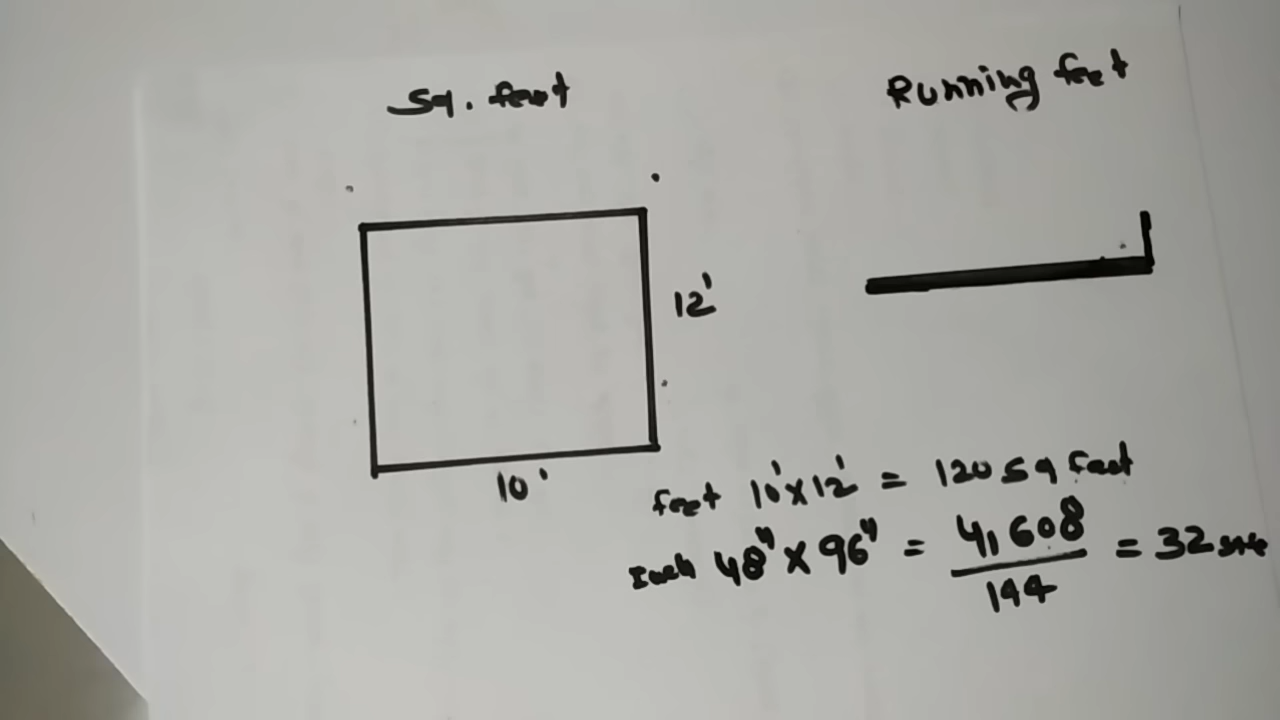 Sq. feet
Running feet
12'
10'
feet 10'x12' = 120 Sq feet
Inch 48"x96" = 4,608
144
= 32